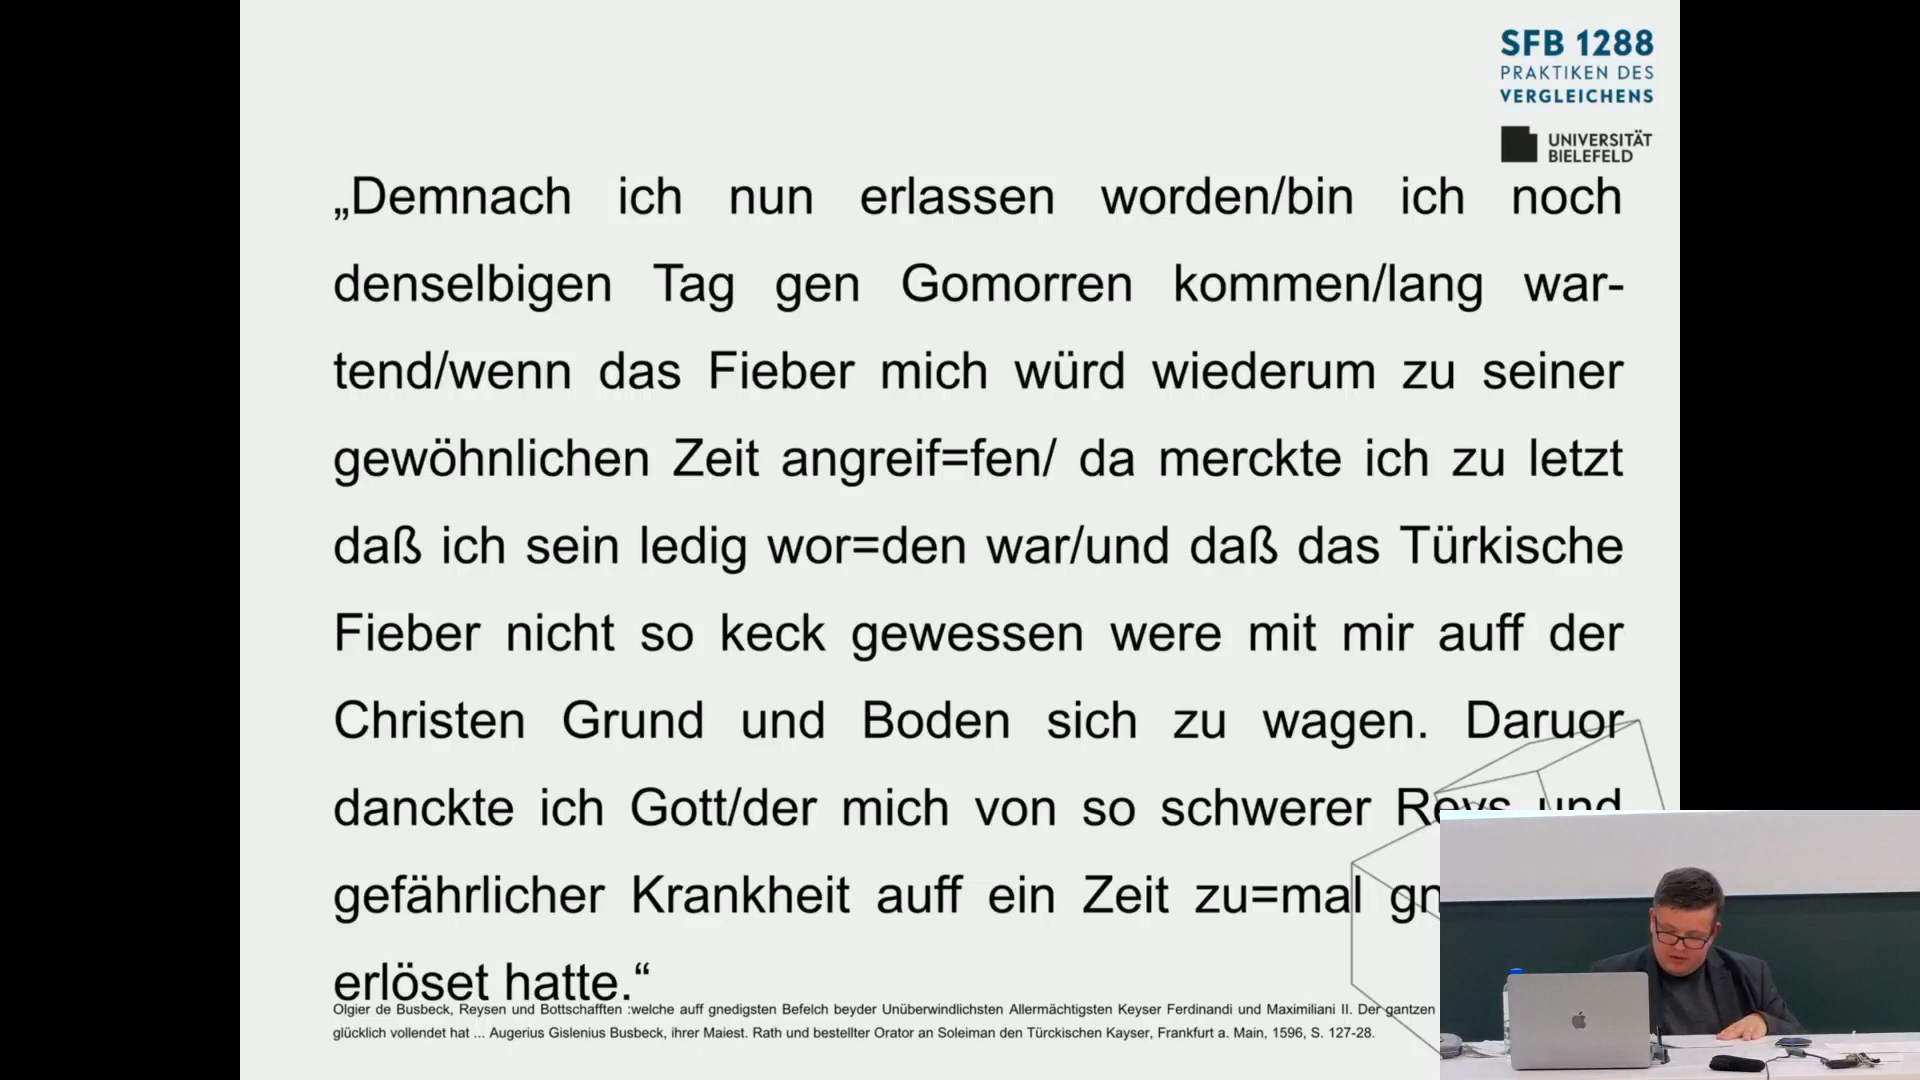 SFB 1288
PRAKTIKEN DES
VERGLEICHENS
UNIVERSITÄT
BIELEFELD
„Demnach ich nun erlassen worden/bin ich noch
denselbigen Tag gen Gomorren kommen/lang war-
tend/wenn das Fieber mich würd wiederum zu seiner
gewöhnlichen Zeit angreif=fen/ da merckte ich zu letzt
daß ich sein ledig wor=den war/und daß das Türkische
Fieber nicht so keck gewessen were mit mir auff der
Christen Grund und Boden sich zu wagen. Daruor
danckte ich Gott/der mich von so schwerer Reys und
gefährlicher Krankheit auff ein Zeit zu=mal
erlöset hatte.“
Olgier de Busbeck, Reysen und Bottschafften :welche auff gnedigsten Befelch beyder Unüberwindlichsten Allermächtigsten Keyser Ferdinandi und Maximiliani II. Der gantzen
glücklich vollendet hat ... Augerius Gislenius Busbeck, ihrer Maiest. Rath und bestellter Orator an Soleiman den Türckischen Kayser, Frankfurt a. Main, 1596, S. 127-28.